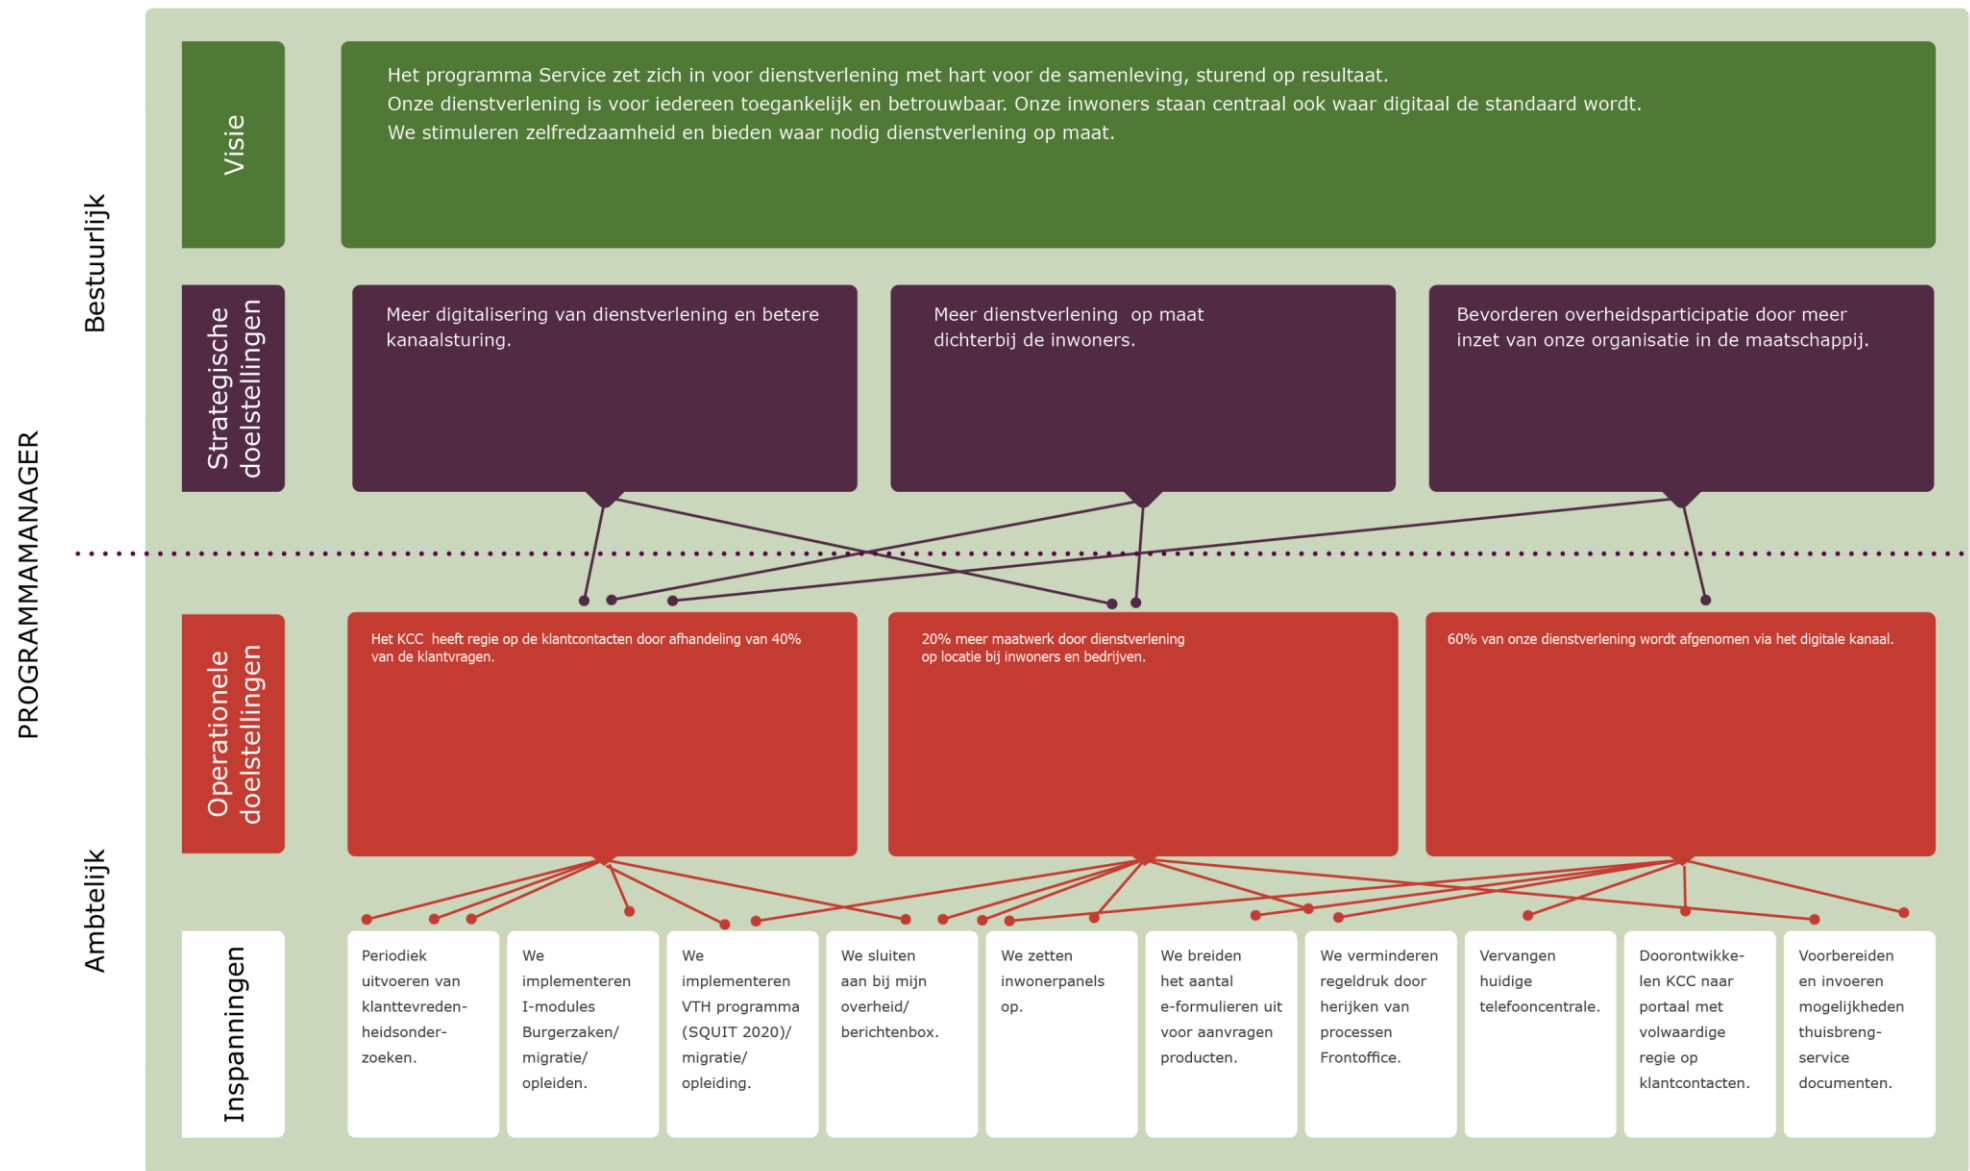 PROGRAMMAMANAGER
Bestuurlijk
Ambtelijk
Visie
Het programma Service zet zich in voor dienstverlening met hart voor de samenleving, sturend op resultaat.
Onze dienstverlening is voor iedereen toegankelijk en betrouwbaar. Onze inwoners staan centraal ook waar digitaal de standaard wordt.
We stimuleren zelfredzaamheid en bieden waar nodig dienstverlening op maat.
Strategische
doelstellingen
Meer digitalisering van dienstverlening en betere
kanaalsturing.
Meer dienstverlening  op maat
dichterbij de inwoners.
Bevorderen overheidsparticipatie door meer
inzet van onze organisatie in de maatschappij.
Operationele
doelstellingen
Het KCC  heeft regie op de klantcontacten door afhandeling van 40%
van de klantvragen.
20% meer maatwerk door dienstverlening
op locatie bij inwoners en bedrijven.
60% van onze dienstverlening wordt afgenomen via het digitale kanaal.
Inspanningen
Periodiek
uitvoeren van
klanttevreden-
heidsonder-
zoeken.
We
implementeren
I-modules
Burgerzaken/
migratie/
opleiden.
We
implementeren
VTH programma
(SQUIT 2020)/
migratie/
opleiding.
We sluiten
aan bij mijn
overheid/
berichtenbox.
We zetten
inwonerpanels
op.
We breiden
het aantal
e-formulieren uit
voor aanvragen
producten.
We verminderen
regeldruk door
herijken van
processen
Frontoffice.
Vervangen
huidige
telefooncentrale.
Doorontwikke-
len KCC naar
portaal met
volwaardige
regie op
klantcontacten.
Voorbereiden
en invoeren
mogelijkheden
thuisbreng-
service
documenten.